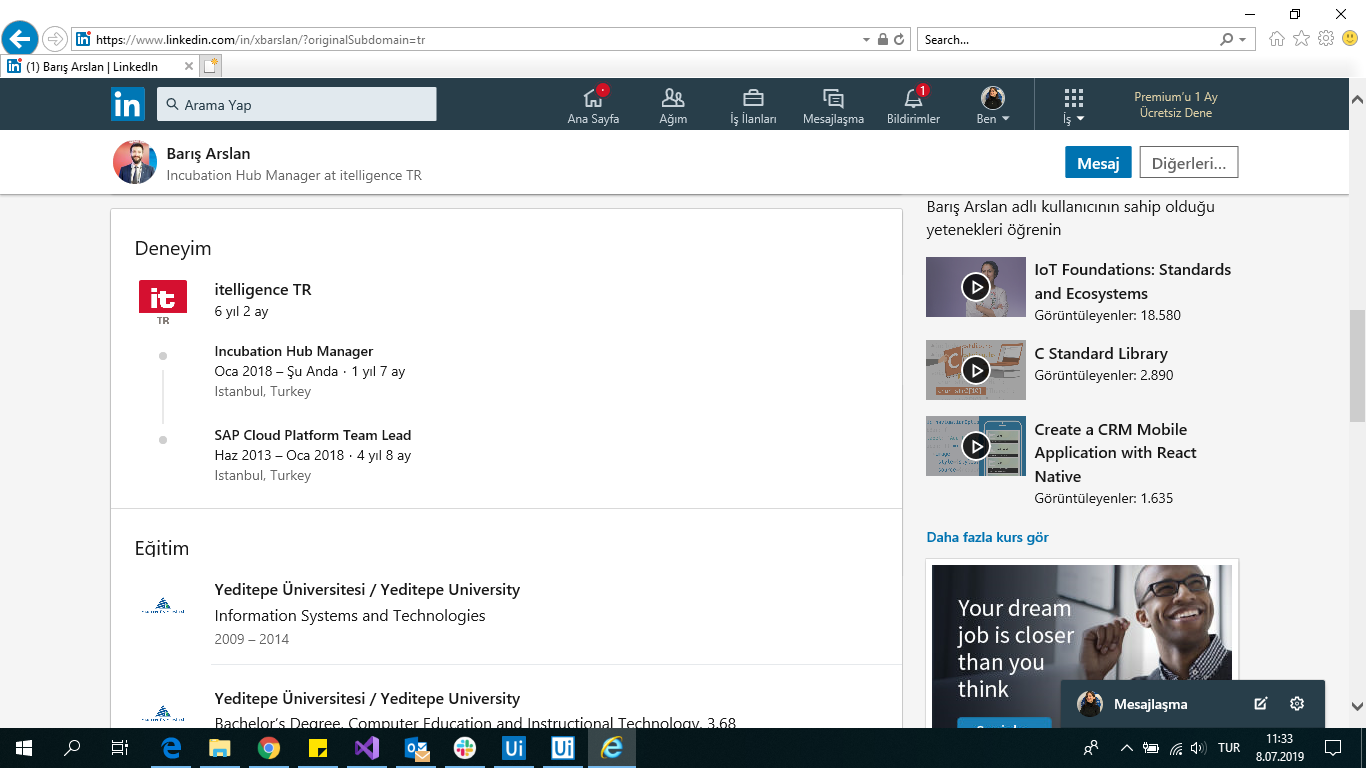 https://www.linkedin.com/in/xbarslan/?originalSubdomain=tr
Search...
(1) Barış Arslan | LinkedIn
in
Arama Yap
Ana Sayfa
Ağım
İş İlanları
Mesajlaşma
1
Bildirimler
Ben
İş
Premium'u 1 Ay
Ücretsiz Dene
Barış Arslan
Incubation Hub Manager at itelligence TR
Mesaj
Diğerleri...
Deneyim
it
TR
itelligence TR
6 yıl 2 ay
Incubation Hub Manager
Oca 2018 – Şu Anda · 1 yıl 7 ay
Istanbul, Turkey
SAP Cloud Platform Team Lead
Haz 2013 – Oca 2018 · 4 yıl 8 ay
Istanbul, Turkey
Eğitim
Yeditepe Üniversitesi / Yeditepe University
Information Systems and Technologies
2009 – 2014
Yeditepe Üniversitesi / Yeditepe University
Bachelor's Degree, Computer Education and Instructional Technology, 3.68
Barış Arslan adlı kullanıcının sahip olduğu
yetenekleri öğrenin
IoT Foundations: Standards
and Ecosystems
Görüntüleyenler: 18.580
C Standard Library
Görüntüleyenler: 2.890
Create a CRM Mobile
Application with React
Native
Görüntüleyenler: 1.635
Daha fazla kurs gör
Your dream
job is closer
than you
think
Mesajlaşma
Ui
Ui
TUR
11:33
8.07.2019